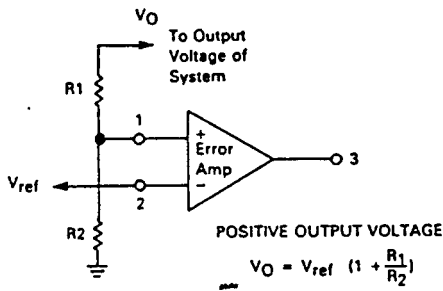 VO
To Output
Voltage of
System
R1
1
+
Error
Amp
3
Vref
2
−
R2
POSITIVE OUTPUT VOLTAGE
VO = Vref (1 + R1/R2)